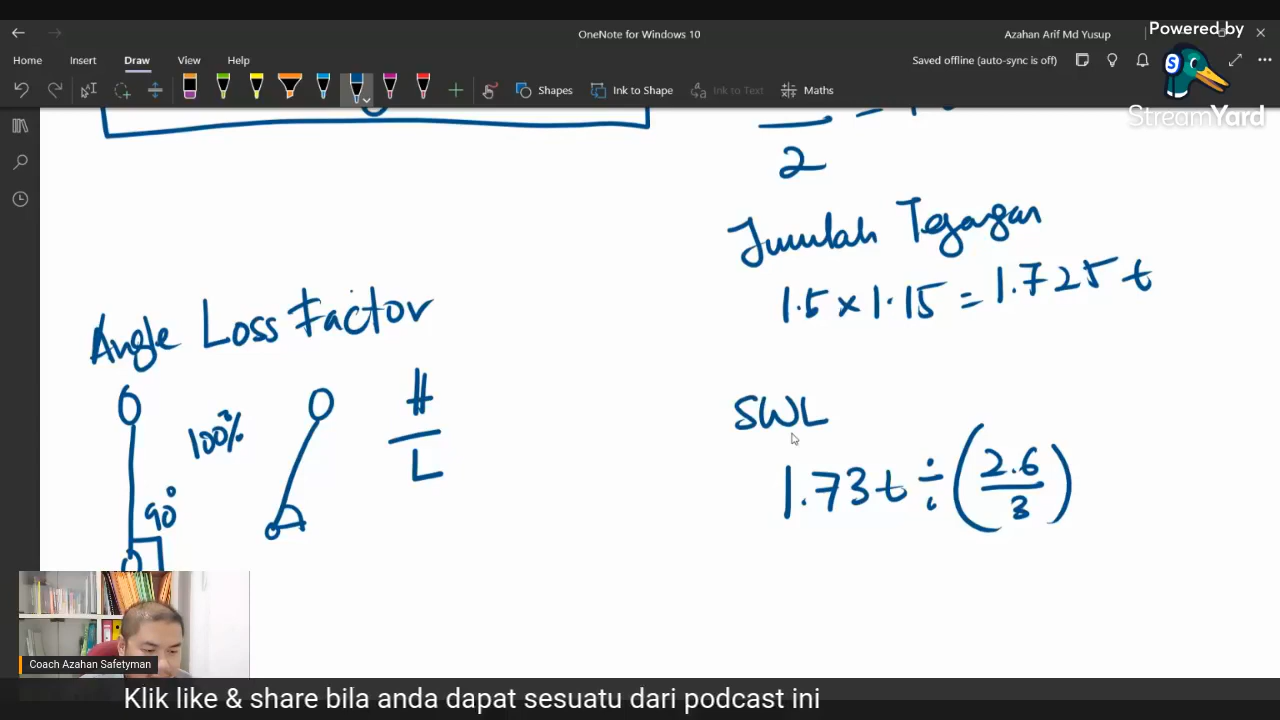 OneNote for Windows 10
Azahan Arif Md Yusup
Powered by
Home Insert Draw View Help
Saved offline (auto-sync is off)
S
StreamYard
Shapes Ink to Shape Ink to Text Maths
2
Jumlah Tegangan
1.5 × 1.15 = 1.725 t
Angle Loss Factor
100%
90°
H
L
SWL
1.73 t ÷ (2.6/3)
Coach Azahan Safetyman
Klik like & share bila anda dapat sesuatu dari podcast ini